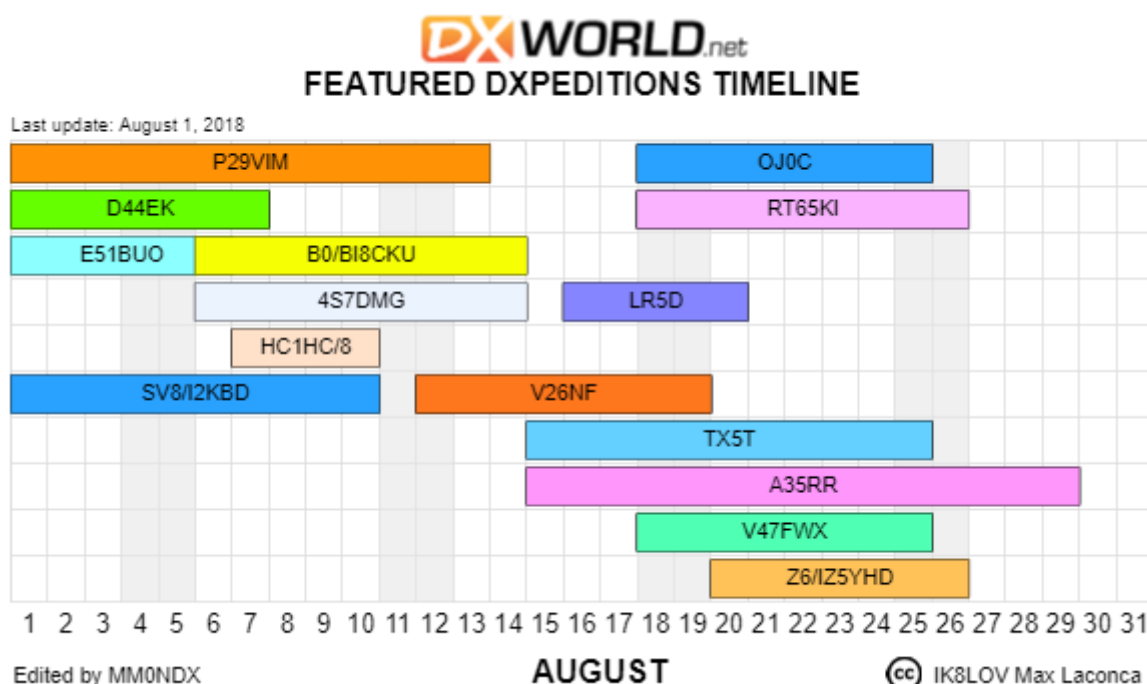 DX WORLD.net
FEATURED DXPEDITIONS TIMELINE
Last update: August 1, 2018
P29VIM OJ0C
D44EK RT65KI
E51BUO B0/BI8CKU
4S7DMG LR5D
HC1HC/8
SV8/I2KBD V26NF
TX5T
A35RR
V47FWX
Z6/IZ5YHD
1 2 3 4 5 6 7 8 9 10 11 12 13 14 15 16 17 18 19 20 21 22 23 24 25 26 27 28 29 30 31
Edited by MM0NDX AUGUST cc IK8LOV Max Laconca